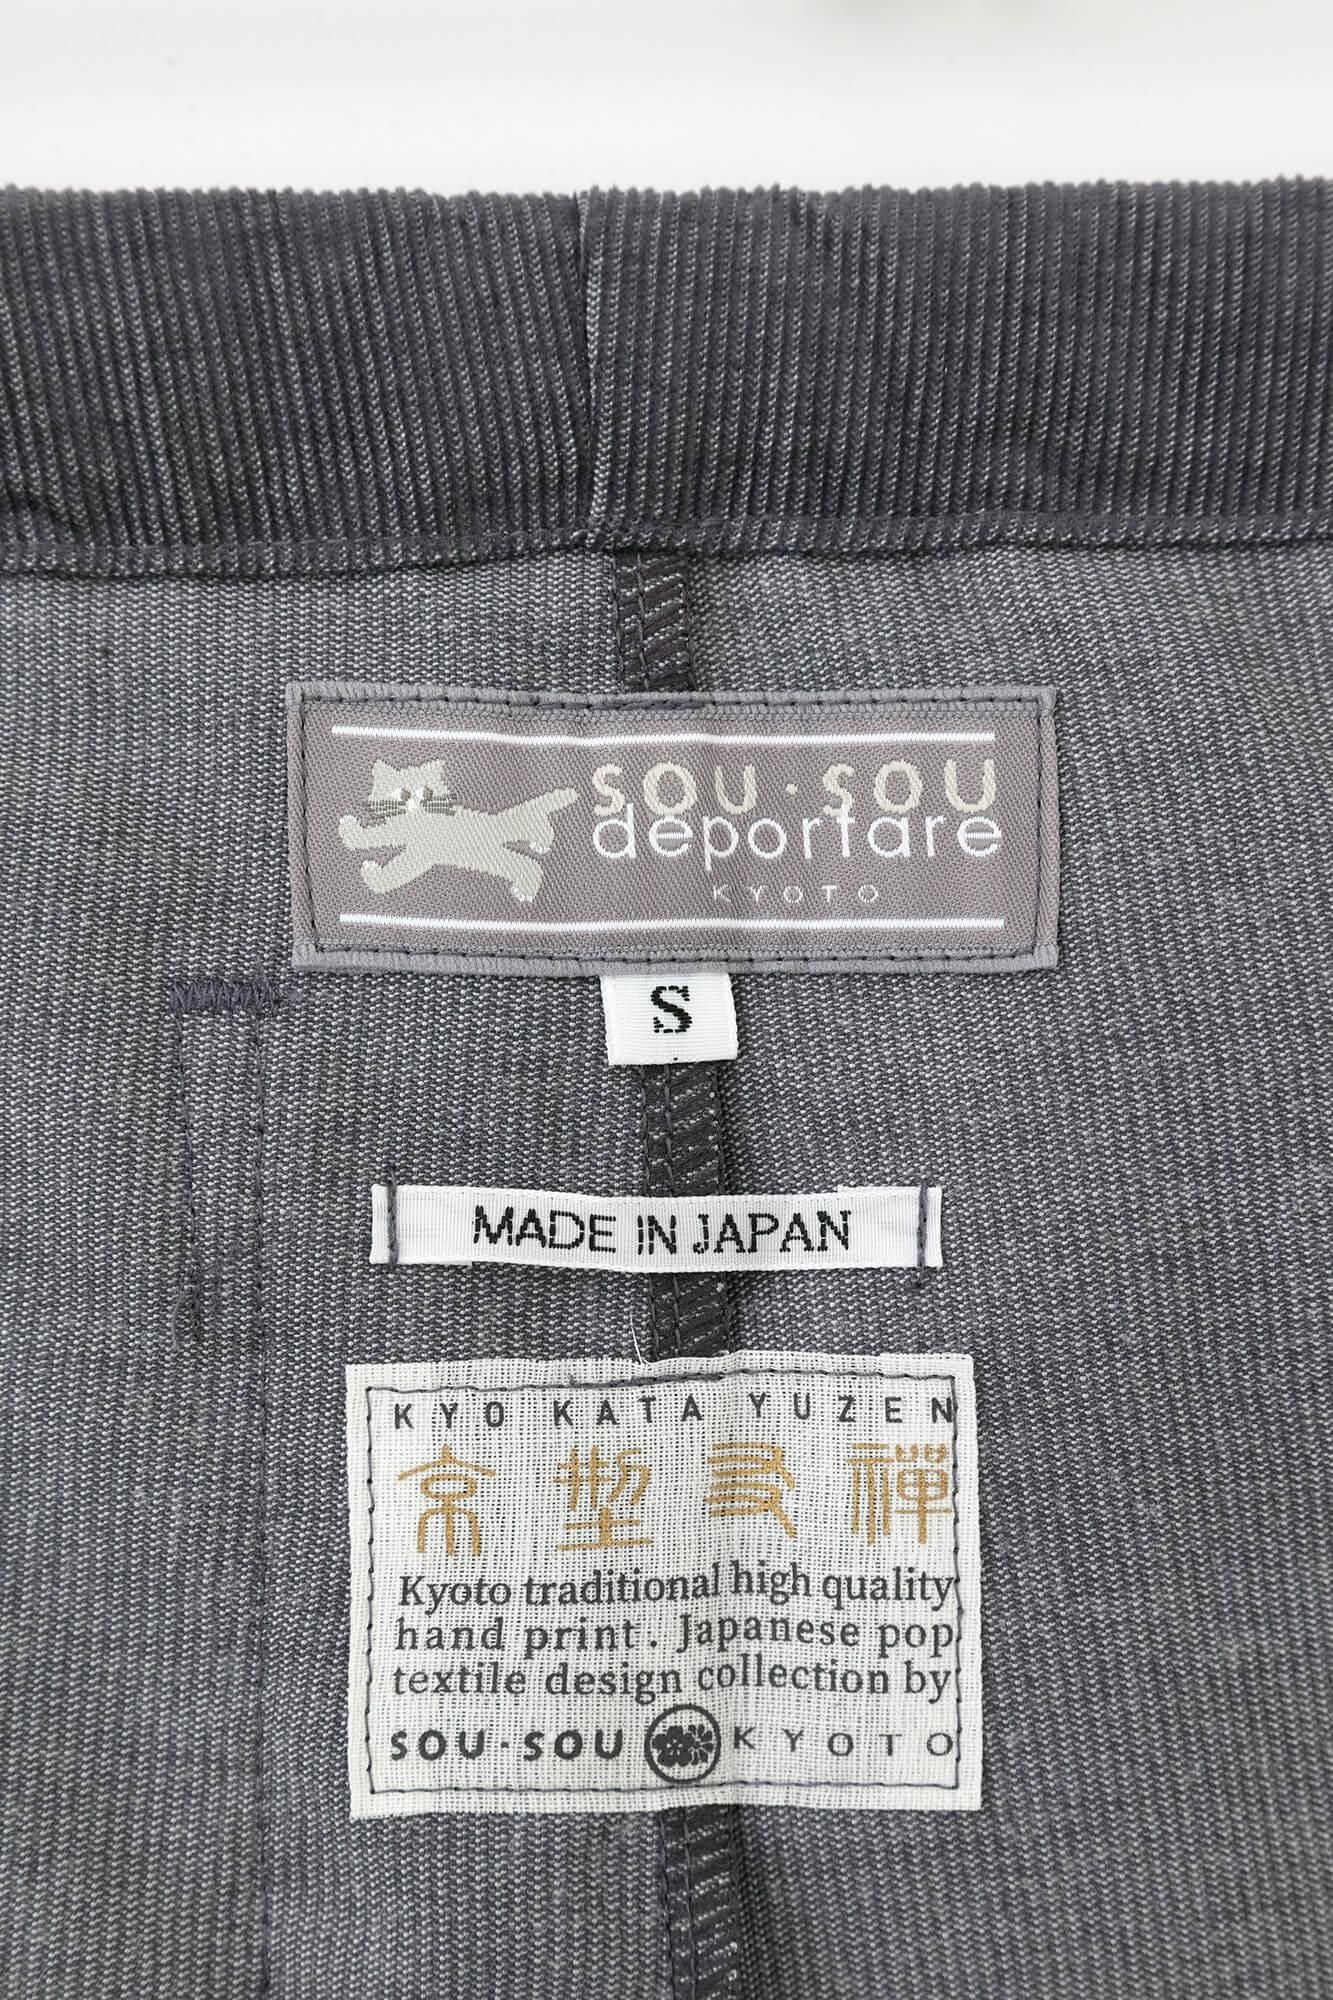 SOU・SOU
deportare
KYOTO
S
MADE IN JAPAN
KYO KATA YUZEN
京型友禅
Kyoto traditional high quality
hand print. Japanese pop
textile design collection by
SOU・SOU KYOTO